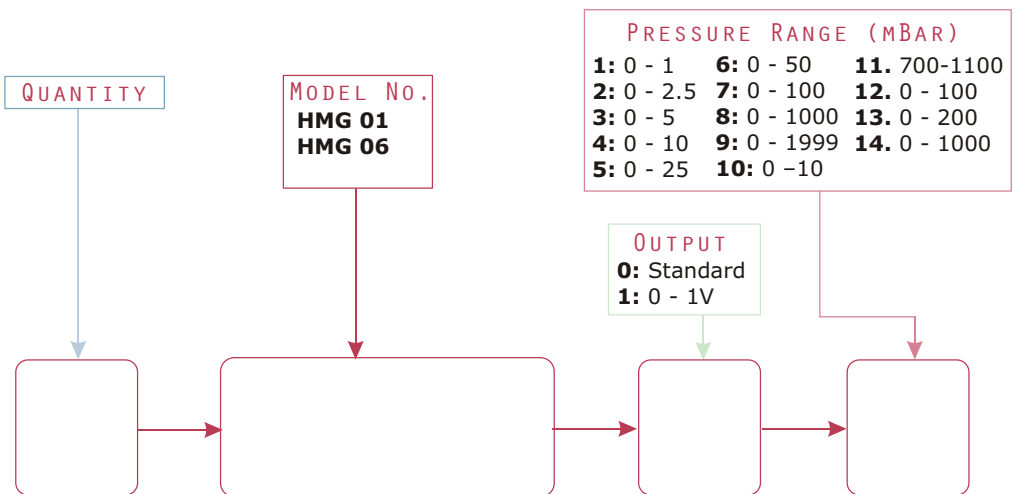 QUANTITY
MODEL NO.
HMG 01
HMG 06
PRESSURE RANGE (MBAR)
1: 0 - 1 6: 0 - 50 11. 700-1100
2: 0 - 2.5 7: 0 - 100 12. 0 - 100
3: 0 - 5 8: 0 - 1000 13. 0 - 200
4: 0 - 10 9: 0 - 1999 14. 0 - 1000
5: 0 - 25 10: 0 –10
OUTPUT
0: Standard
1: 0 - 1V